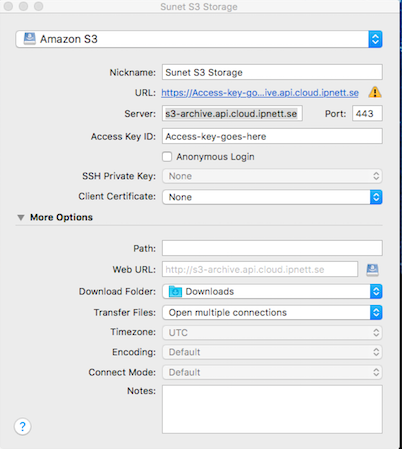 Sunet S3 Storage
Amazon S3
Nickname: Sunet S3 Storage
URL: https://Access-key-go...ive.api.cloud.ipnett.se
Server: s3-archive.api.cloud.ipnett.se Port: 443
Access Key ID: Access-key-goes-here
Anonymous Login
SSH Private Key: None
Client Certificate: None
More Options
Path:
Web URL: http://s3-archive.api.cloud.ipnett.se
Download Folder: Downloads
Transfer Files: Open multiple connections
Timezone: UTC
Encoding: Default
Connect Mode: Default
Notes:
?